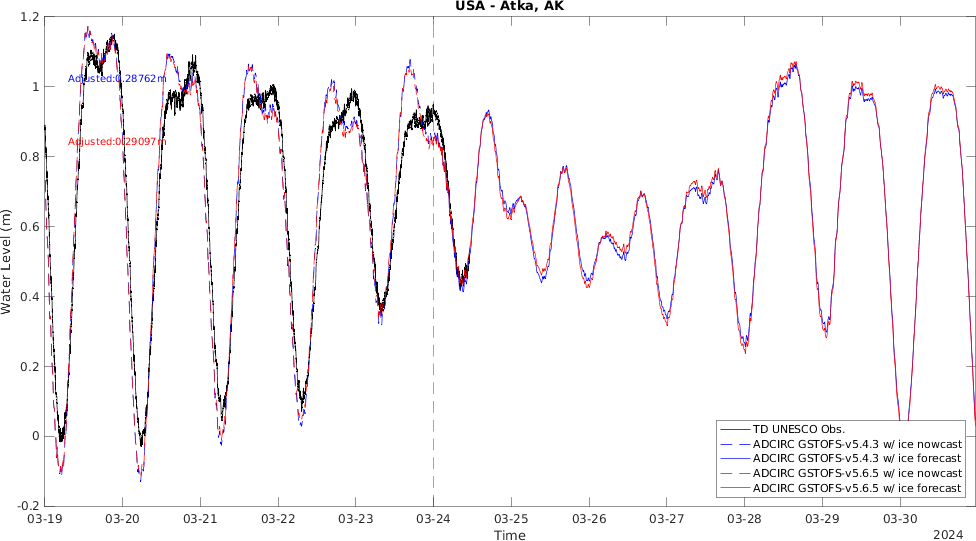 USA - Atka, AK
1.2
1
0.8
0.6
0.4
0.2
0
-0.2
Water Level (m)
Adjusted:0.28762m
Adjusted:0.29097m
TD UNESCO Obs.
ADCIRC GSTOFS-v5.4.3 w/ ice nowcast
ADCIRC GSTOFS-v5.4.3 w/ ice forecast
ADCIRC GSTOFS-v5.6.5 w/ ice nowcast
ADCIRC GSTOFS-v5.6.5 w/ ice forecast
03-19 03-20 03-21 03-22 03-23 03-24 03-25 03-26 03-27 03-28 03-29 03-30
Time
2024